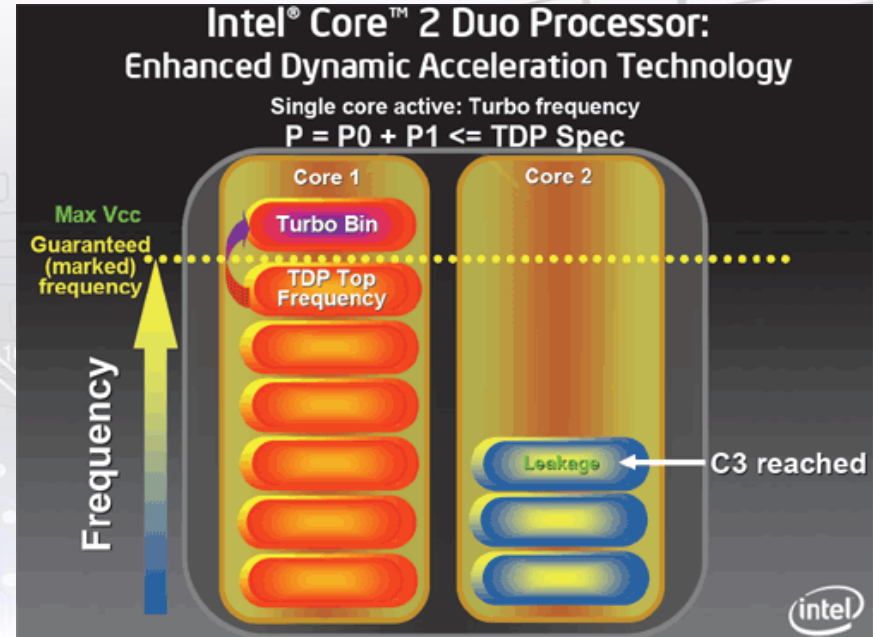 Intel® Core™ 2 Duo Processor:
Enhanced Dynamic Acceleration Technology
Single core active: Turbo frequency
P = P0 + P1 <= TDP Spec
Core 1
Core 2
Max Vcc
Guaranteed
(marked)
frequency
Turbo Bin
TDP Top
Frequency
Frequency
Leakage
C3 reached
intel